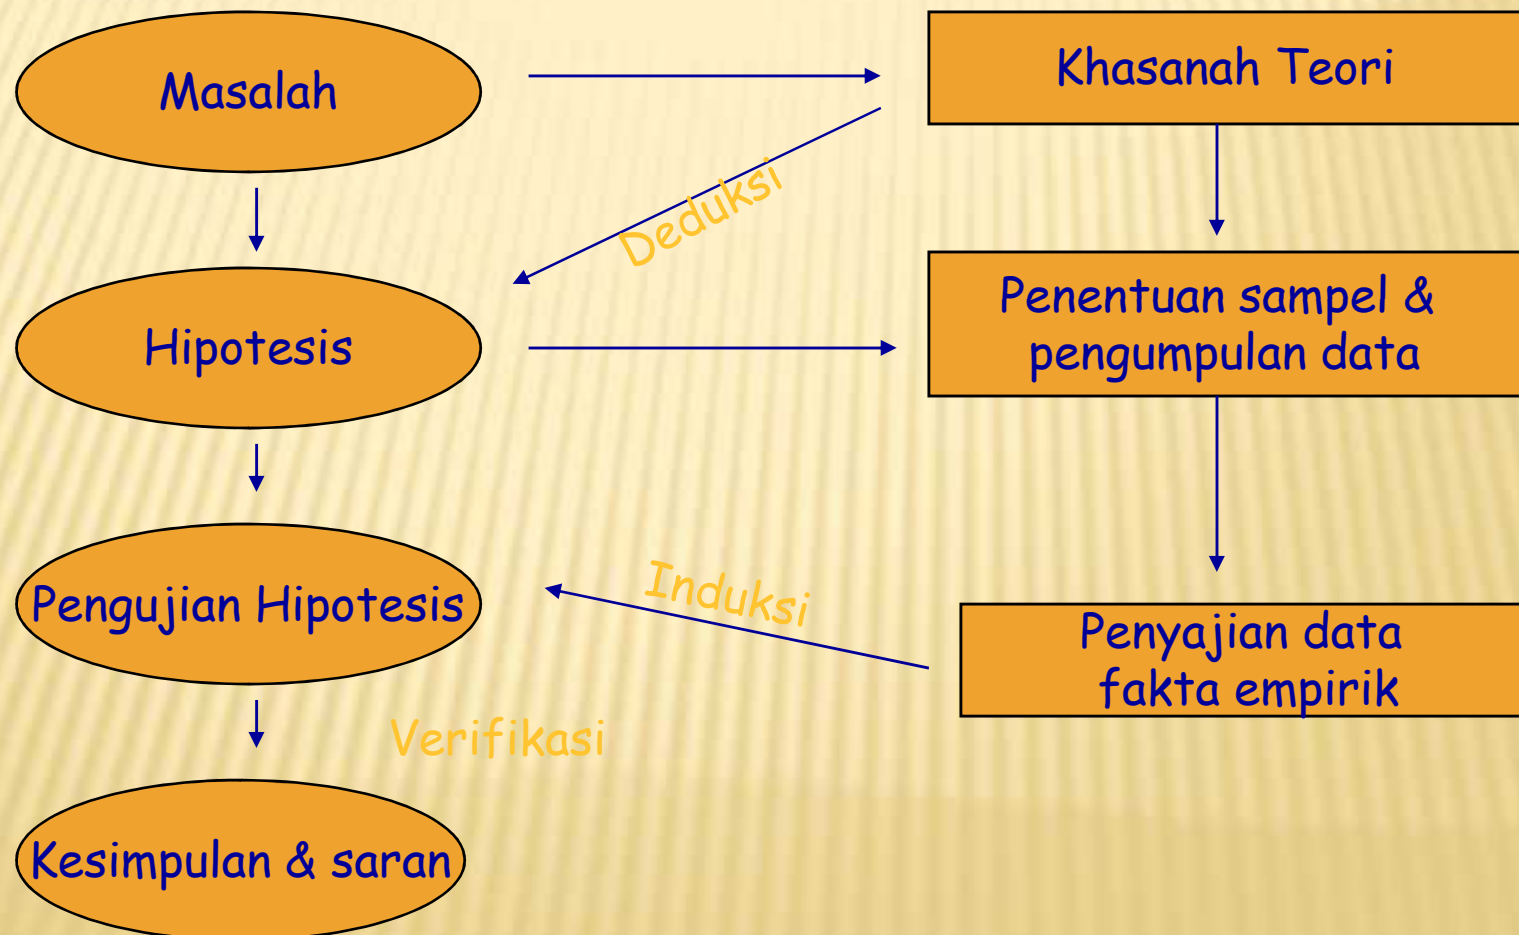 Masalah
Khasanah Teori
Deduksi
Hipotesis
Penentuan sampel &
pengumpulan data
Pengujian Hipotesis
Induksi
Penyajian data
fakta empirik
Verifikasi
Kesimpulan & saran